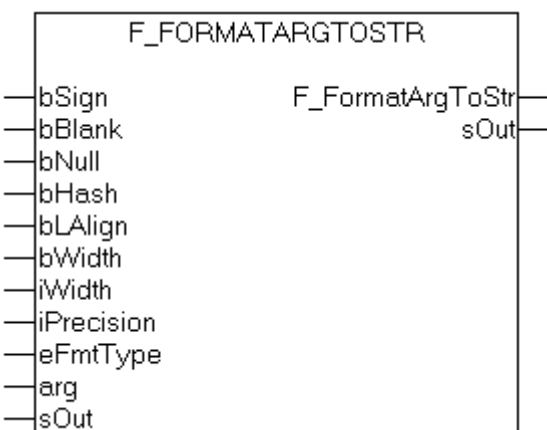 F_FORMATARGTOSTR
bSign F_FormatArgToStr
bBlank sOut
bNull
bHash
bLAlign
bWidth
iWidth
iPrecision
eFmtType
arg
sOut